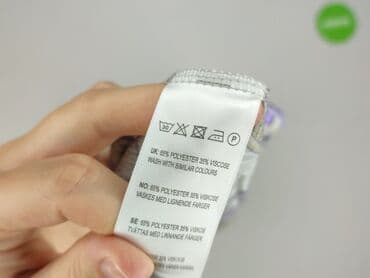 30 P
UK: 65% POLYESTER 35% VISCOSE
WASH WITH SIMILAR COLOURS
NO: 65% POLYESTER 35% VISKOSE
VASKES MED LIGNENDE FARGER
SE: 65% POLYESTER 35% VISKOS
TVÄTTAS MED LIKNANDE FÄRGER